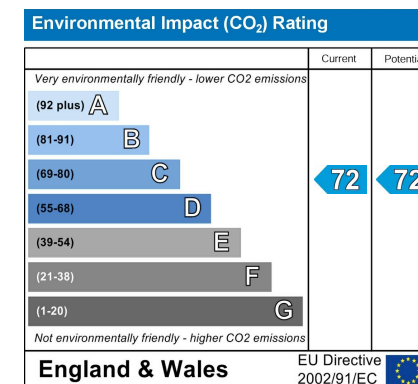 Environmental Impact (CO₂) Rating
Current Potentia
Very environmentally friendly - lower CO2 emissions
(92 plus) A
(81-91) B
(69-80) C
72 72
(55-68) D
(39-54) E
(21-38) F
(1-20) G
Not environmentally friendly - higher CO2 emissions
England & Wales
EU Directive
2002/91/EC